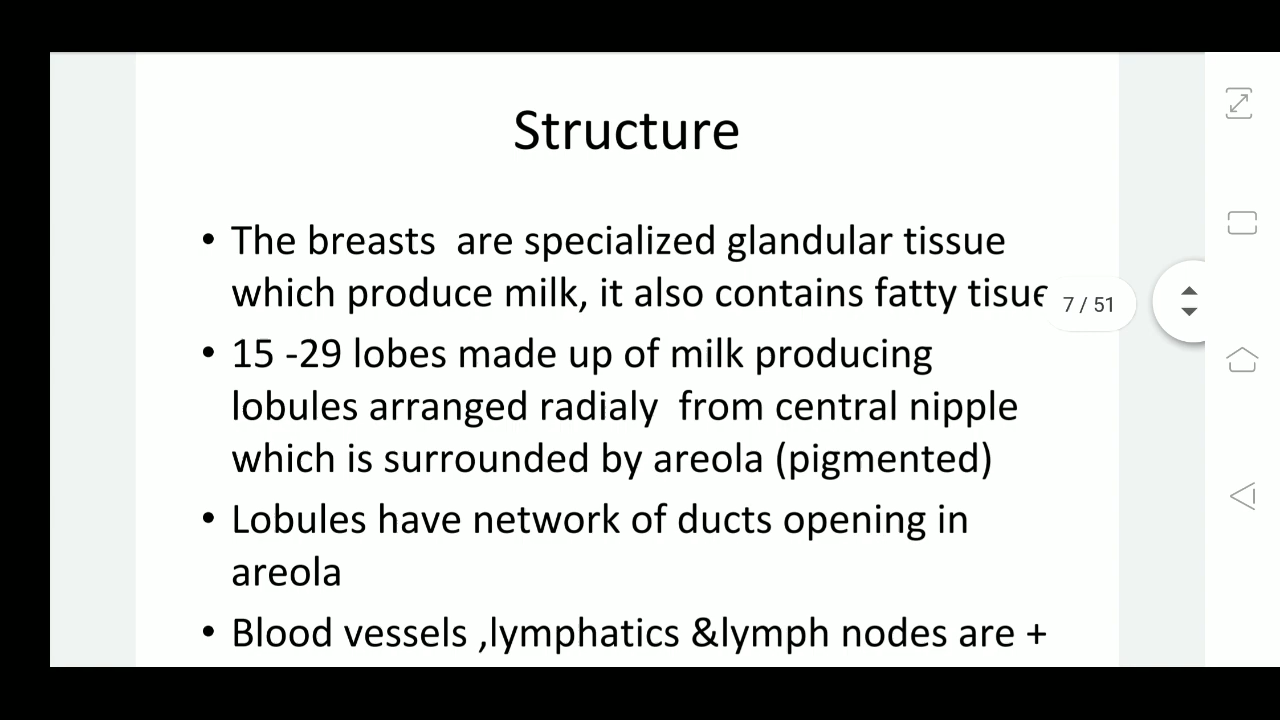 Structure
• The breasts are specialized glandular tissue
which produce milk, it also contains fatty tisue
7 / 51
• 15 -29 lobes made up of milk producing
lobules arranged radialy from central nipple
which is surrounded by areola (pigmented)
• Lobules have network of ducts opening in
areola
• Blood vessels ,lymphatics &lymph nodes are +